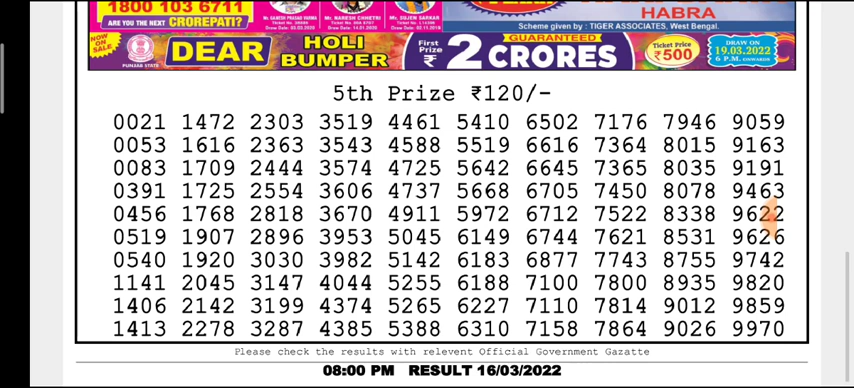 1800 103 6711
ARE YOU THE NEXT CROREPATI?
HABRA
Scheme given by : TIGER ASSOCIATES, West Bengal.
NOW ON SALE
PUNJAB STATE
DEAR
HOLI BUMPER
First Prize ₹
GUARANTEED
2 CRORES
Ticket Price ₹500
DRAW ON
19.03.2022
6 P.M. ONWARDS
5th Prize ₹120/-
0021 1472 2303 3519 4461 5410 6502 7176 7946 9059
0053 1616 2363 3543 4588 5519 6616 7364 8015 9163
0083 1709 2444 3574 4725 5642 6645 7365 8035 9191
0391 1725 2554 3606 4737 5668 6705 7450 8078 9463
0456 1768 2818 3670 4911 5972 6712 7522 8338 9622
0519 1907 2896 3953 5045 6149 6744 7621 8531 9626
0540 1920 3030 3982 5142 6183 6877 7743 8755 9742
1141 2045 3147 4044 5255 6188 7100 7800 8935 9820
1406 2142 3199 4374 5265 6227 7110 7814 9012 9859
1413 2278 3287 4385 5388 6310 7158 7864 9026 9970
Please check the results with relevent Official Government Gazatte
08:00 PM RESULT 16/03/2022